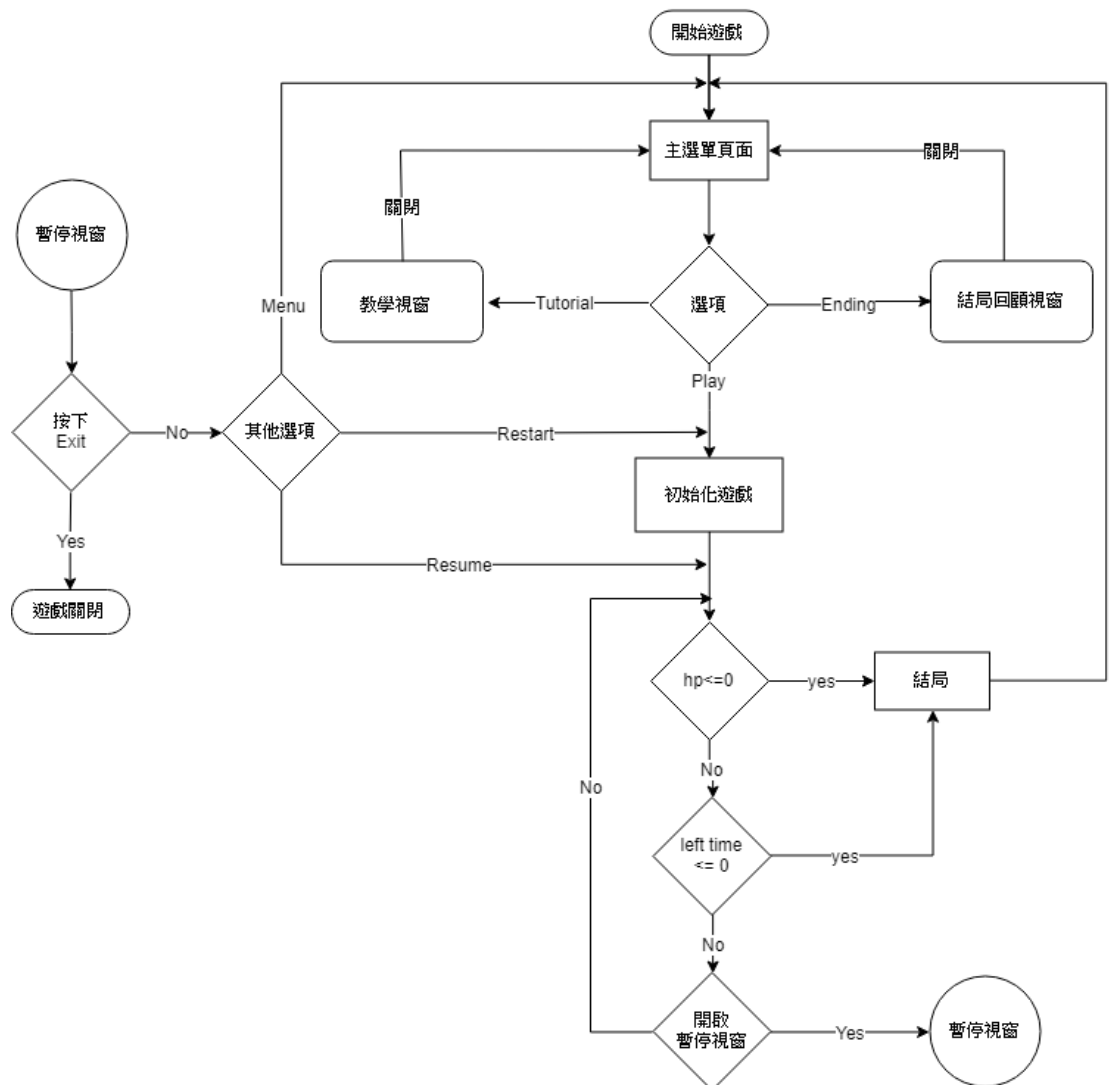 開始遊戲
主選單頁面
關閉
關閉
暫停視窗
教學視窗
Tutorial
選項
Ending
結局回顧視窗
Menu
Play
按下
Exit
No
其他選項
Restart
初始化遊戲
Yes
Resume
遊戲關閉
hp<=0
yes
結局
No
No
left time
<= 0
yes
No
開啟
暫停視窗
Yes
暫停視窗